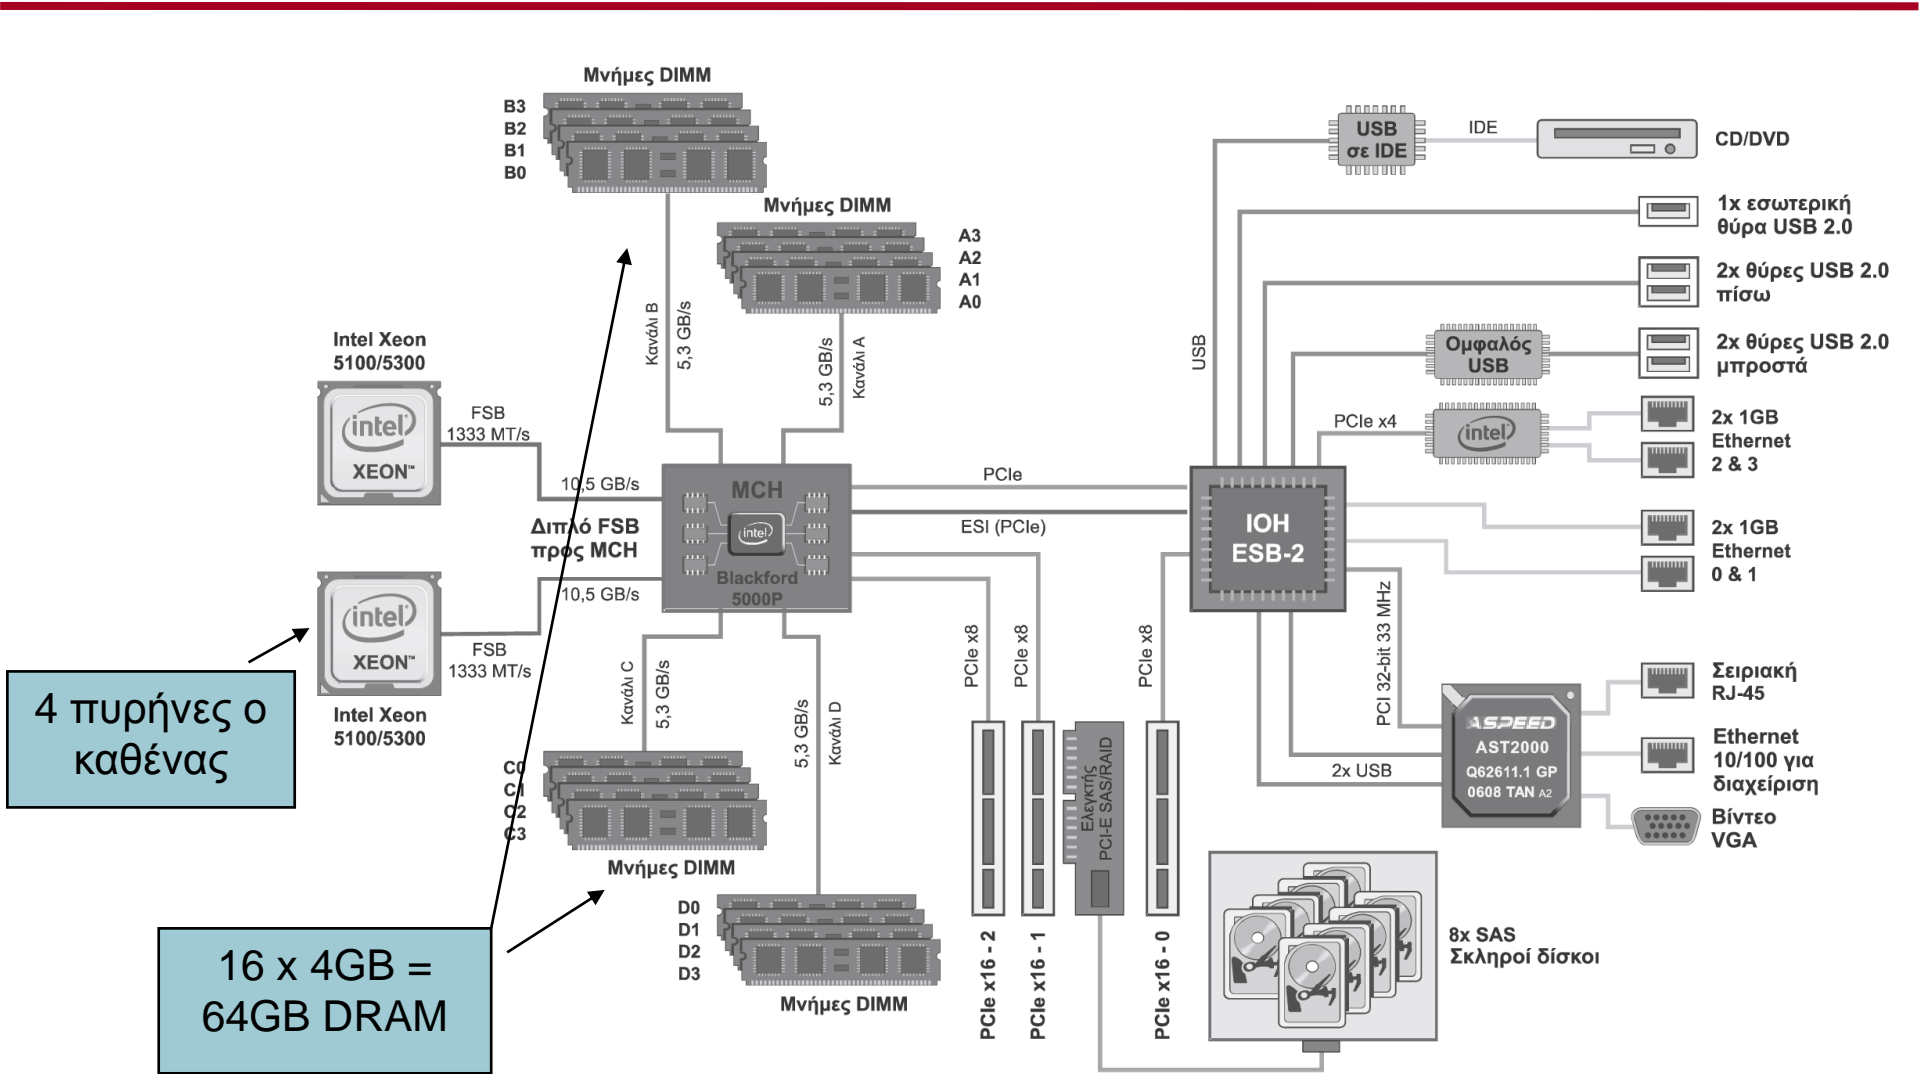 Μνήμες DIMM
B3
B2
B1
B0
Μνήμες DIMM
A3
A2
A1
A0
Κανάλι B
5,3 GB/s
5,3 GB/s
Κανάλι A
Intel Xeon
5100/5300
intel
XEON™
FSB
1333 MT/s
10,5 GB/s
Διπλό FSB
προς MCH
10,5 GB/s
MCH
intel
Blackford
5000P
intel
XEON™
FSB
1333 MT/s
Intel Xeon
5100/5300
4 πυρήνες ο
καθένας
Κανάλι C
5,3 GB/s
5,3 GB/s
Κανάλι D
C0
C1
C2
C3
Μνήμες DIMM
D0
D1
D2
D3
Μνήμες DIMM
16 x 4GB =
64GB DRAM
PCIe
ESI (PCIe)
PCIe x8
PCIe x8
PCIe x8
PCIe x16 - 2
PCIe x16 - 1
Ελεγκτής
PCI-E SAS/RAID
PCIe x16 - 0
IOH
ESB-2
USB
USB
σε IDE
IDE
CD/DVD
1x εσωτερική
θύρα USB 2.0
2x θύρες USB 2.0
πίσω
Ομφαλός
USB
2x θύρες USB 2.0
μπροστά
PCIe x4
intel
2x 1GB
Ethernet
2 & 3
2x 1GB
Ethernet
0 & 1
PCI 32-bit 33 MHz
2x USB
ASPEED
AST2000
Q62611.1 GP
0608 TAN A2
Σειριακή
RJ-45
Ethernet
10/100 για
διαχείριση
Βίντεο
VGA
8x SAS
Σκληροί δίσκοι